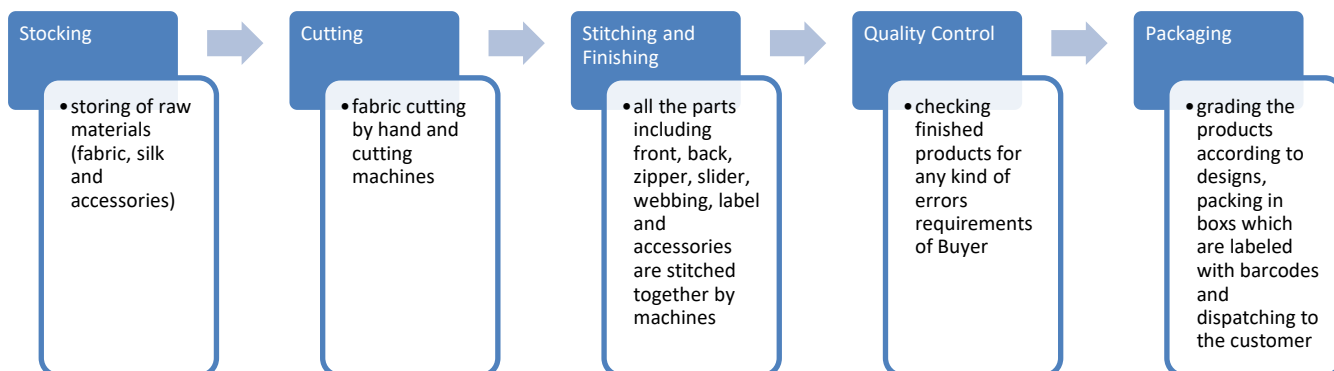 Stocking
•storing of raw
materials
(fabric, silk
and
accessories)
Cutting
•fabric cutting
by hand and
cutting
machines
Stitching and
Finishing
•all the parts
including
front, back,
zipper, slider,
webbing, label
and
accessories
are stitched
together by
machines
Quality Control
•checking
finished
products for
any kind of
errors
requirements
of Buyer
Packaging
•grading the
products
according to
designs,
packing in
boxs which
are labeled
with barcodes
and
dispatching to
the customer